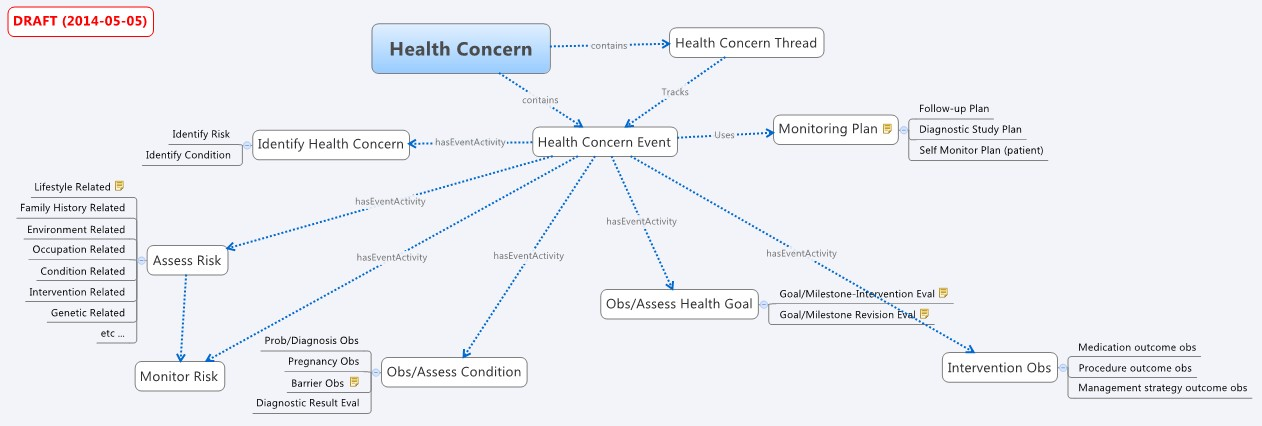 DRAFT (2014-05-05)
Health Concern
contains
Health Concern Thread
contains
Tracks
Health Concern Event
Uses
Monitoring Plan
Follow-up Plan
Diagnostic Study Plan
Self Monitor Plan (patient)
hasEventActivity
Identify Health Concern
Identify Risk
Identify Condition
hasEventActivity
Assess Risk
Lifestyle Related
Family History Related
Environment Related
Occupation Related
Condition Related
Intervention Related
Genetic Related
etc ...
hasEventActivity
Monitor Risk
hasEventActivity
Obs/Assess Condition
Prob/Diagnosis Obs
Pregnancy Obs
Barrier Obs
Diagnostic Result Eval
hasEventActivity
Obs/Assess Health Goal
Goal/Milestone-Intervention Eval
Goal/Milestone Revision Eval
hasEventActivity
Intervention Obs
Medication outcome obs
Procedure outcome obs
Management strategy outcome obs